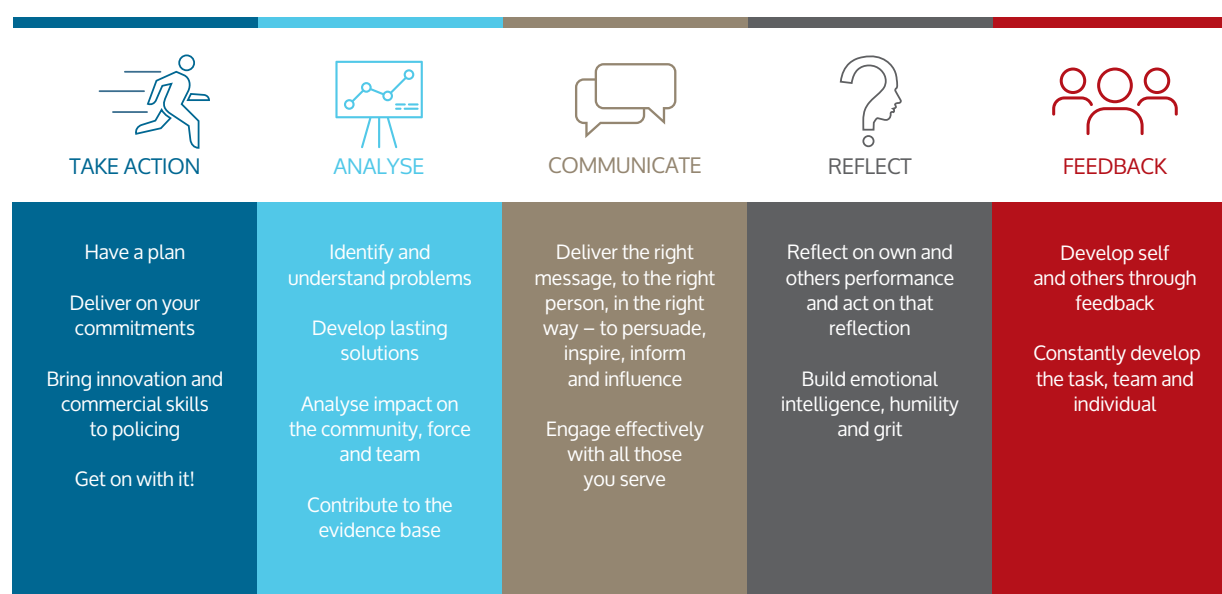 TAKE ACTION
ANALYSE
COMMUNICATE
REFLECT
FEEDBACK
Have a plan
Deliver on your
commitments
Bring innovation and
commercial skills
to policing
Get on with it!
Identify and
understand problems
Develop lasting
solutions
Analyse impact on
the community, force
and team
Contribute to the
evidence base
Deliver the right
message, to the right
person, in the right
way – to persuade,
inspire, inform
and influence
Engage effectively
with all those
you serve
Reflect on own and
others performance
and act on that
reflection
Build emotional
intelligence, humility
and grit
Develop self
and others through
feedback
Constantly develop
the task, team and
individual